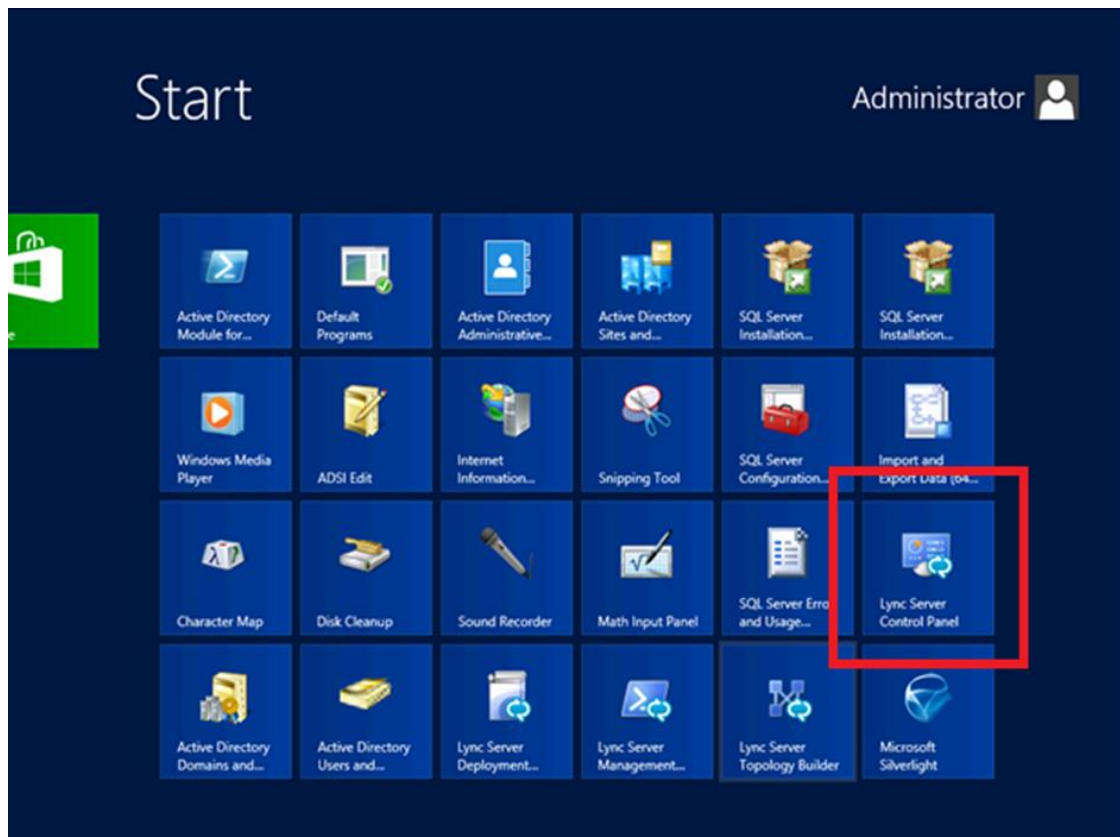 Start
Administrator
e
Active Directory
Module for...
Default
Programs
Active Directory
Administrative...
Active Directory
Sites and...
SQL Server
Installation...
SQL Server
Installation...
Windows Media
Player
ADSI Edit
Internet
Information...
Snipping Tool
SQL Server
Configuration...
Import and
Export Data (64...
Character Map
Disk Cleanup
Sound Recorder
Math Input Panel
SQL Server Erro
and Usage...
Lync Server
Control Panel
Active Directory
Domains and...
Active Directory
Users and...
Lync Server
Deployment...
Lync Server
Management...
Lync Server
Topology Builder
Microsoft
Silverlight